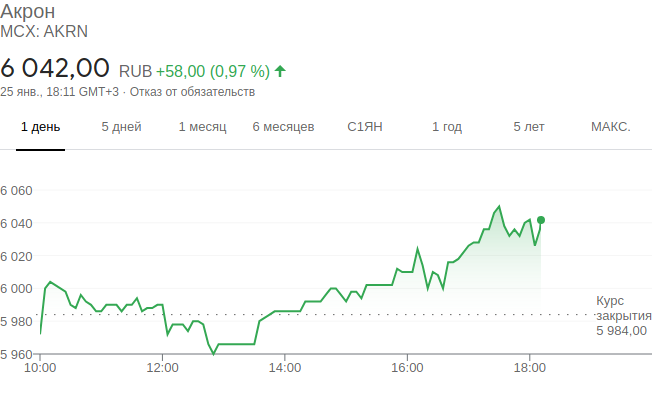 Акрон
MCX: AKRN
6 042,00 RUB +58,00 (0,97 %)
25 янв., 18:11 GMT+3 · Отказ от обязательств
1 день 5 дней 1 месяц 6 месяцев С1ЯН 1 год 5 лет МАКС.
6 060
6 040
6 020
6 000
5 980
5 960
Курс
закрытия
5 984,00
10:00 12:00 14:00 16:00 18:00